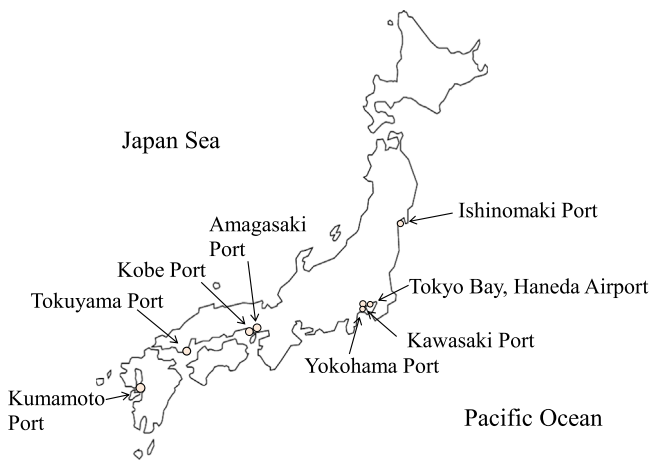 Japan Sea
Ishinomaki Port
Amagasaki
Port
Kobe Port
Tokuyama Port
Tokyo Bay, Haneda Airport
Kawasaki Port
Yokohama Port
Kumamoto
Port
Pacific Ocean